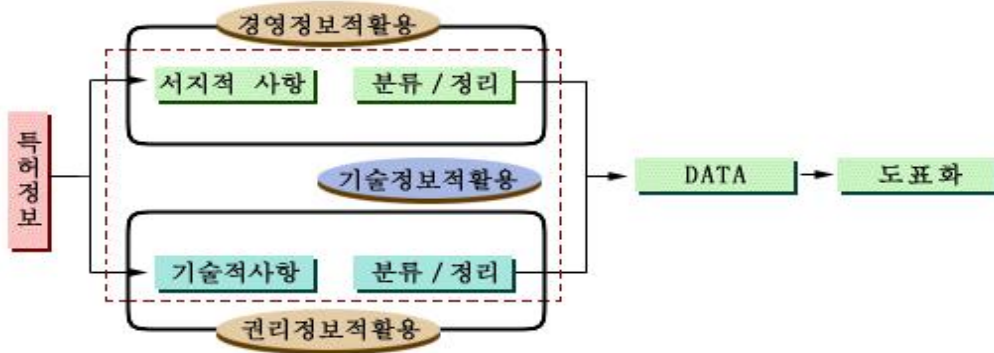 경영정보적활용
서지적 사항
분류 / 정리
특허정보
기술정보적활용
DATA
도표화
기술적사항
분류 / 정리
권리정보적활용